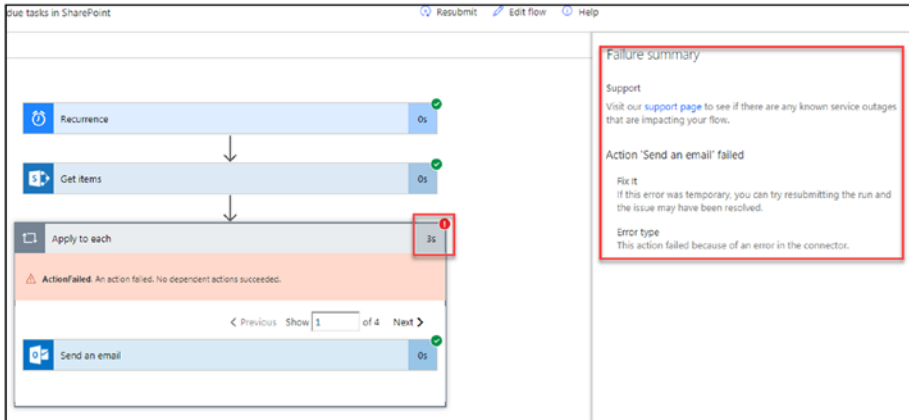 due tasks in SharePoint
Resubmit Edit flow Help
Recurrence 0s
Get items 0s
Apply to each 3s
ActionFailed. An action failed. No dependent actions succeeded.
Previous Show 1 of 4 Next
Send an email 0s
Failure summary
Support
Visit our support page to see if there are any known service outages
that are impacting your flow.
Action 'Send an email' failed
Fix it
If this error was temporary, you can try resubmitting the run and
the issue may have been resolved.
Error type
This action failed because of an error in the connector.